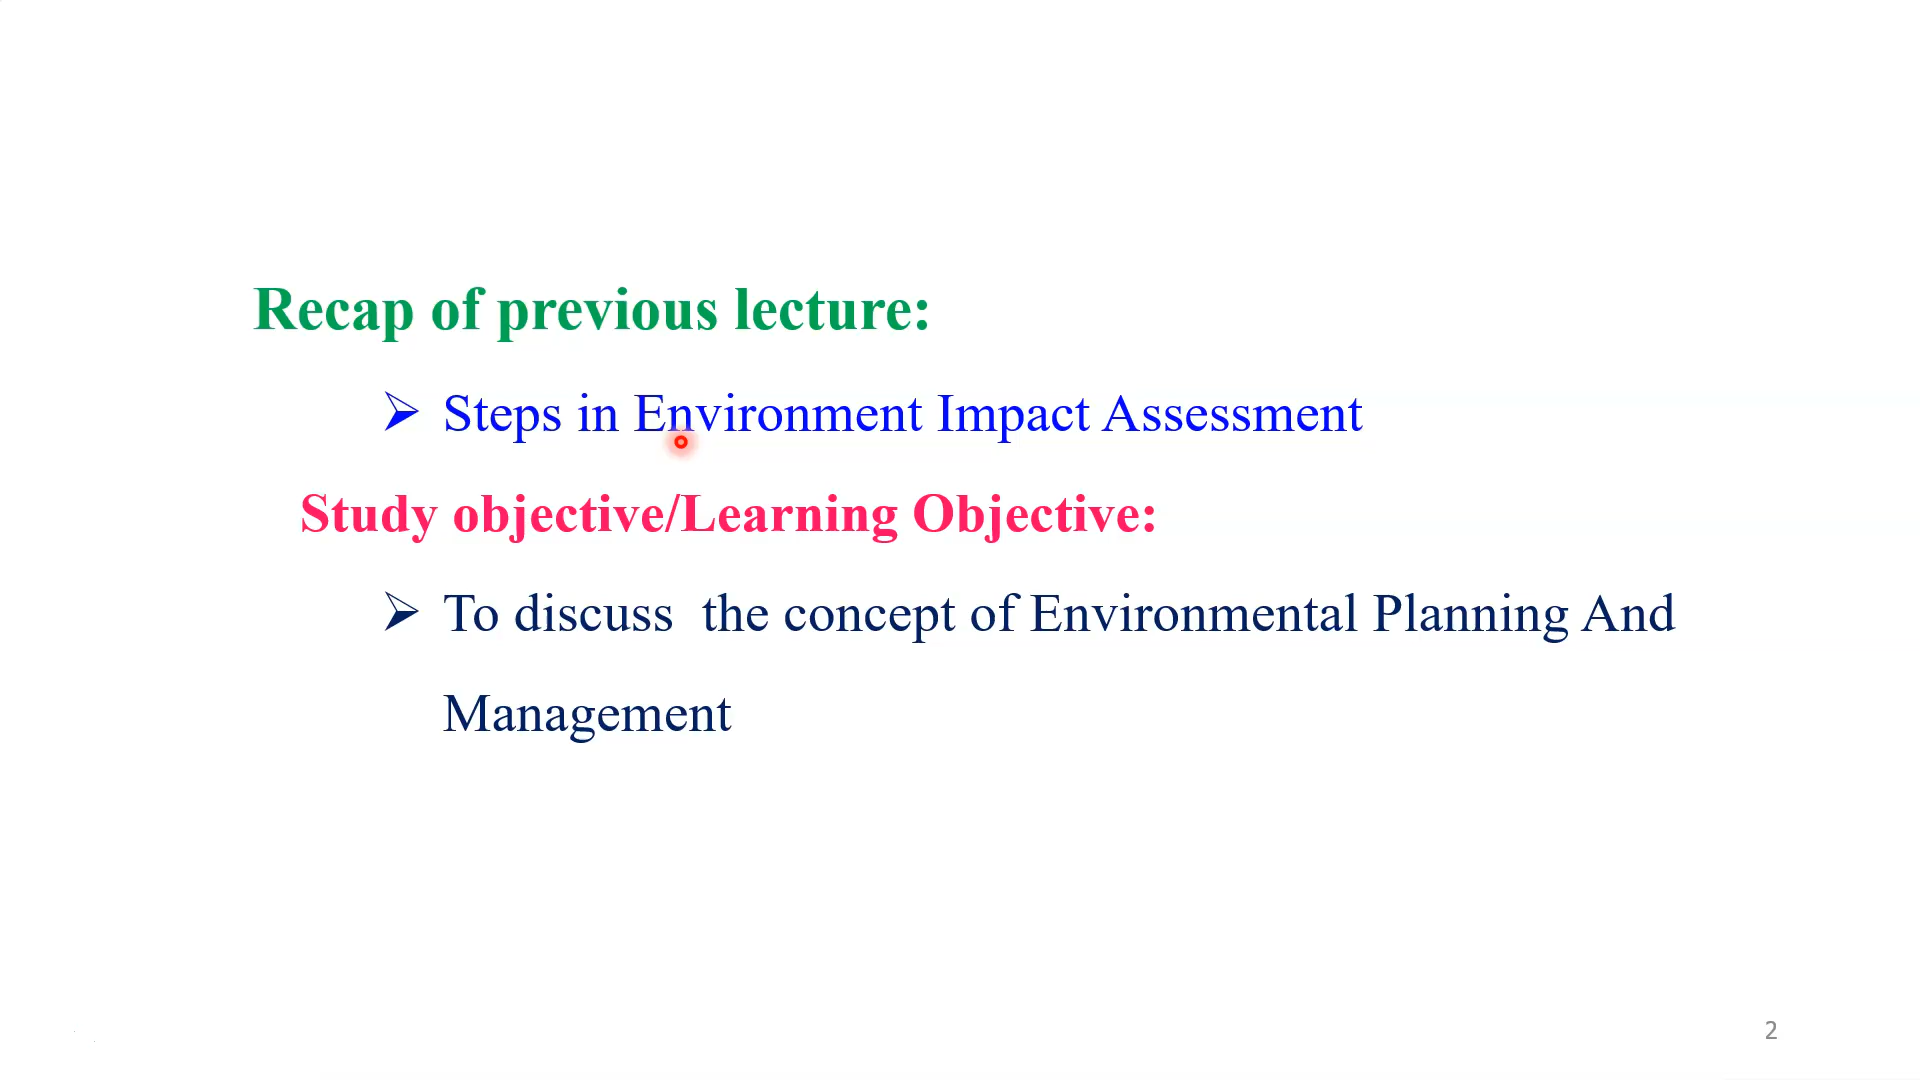 Recap of previous lecture:
➢ Steps in Environment Impact Assessment
Study objective/Learning Objective:
➢ To discuss  the concept of Environmental Planning And
Management
2